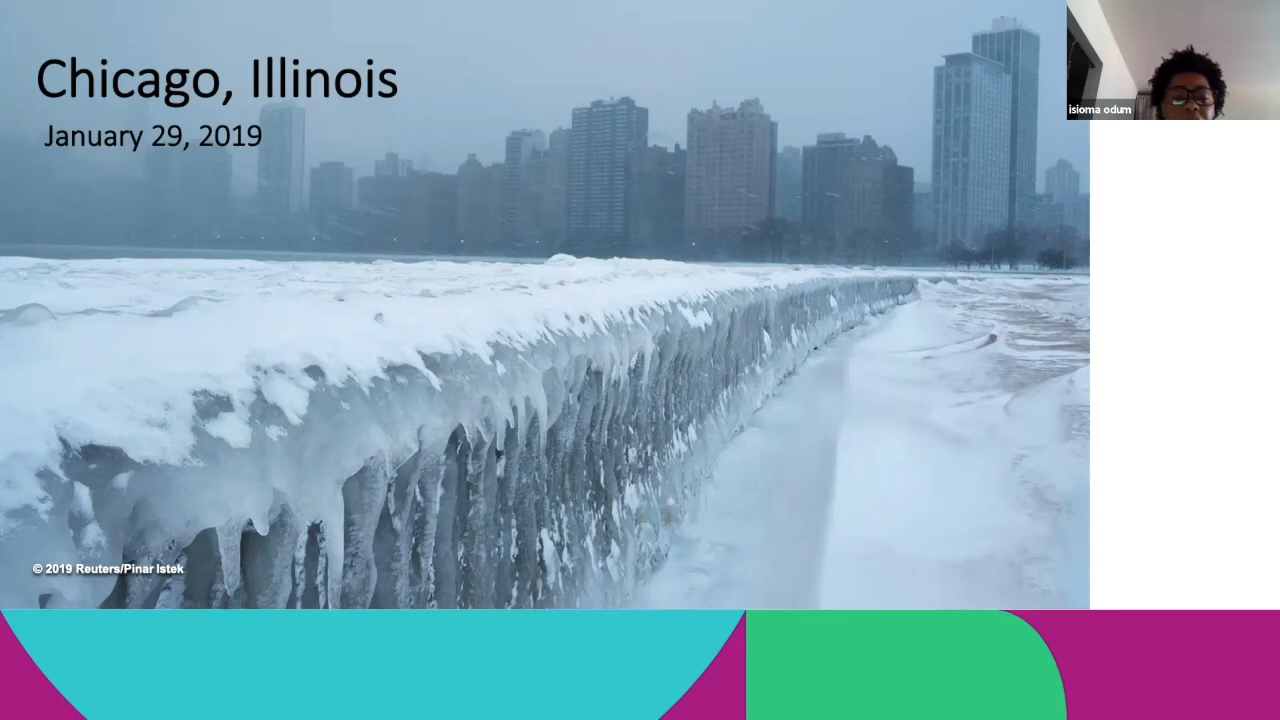 Chicago, Illinois
January 29, 2019
isioma odum
© 2019 Reuters/Pinar Istek